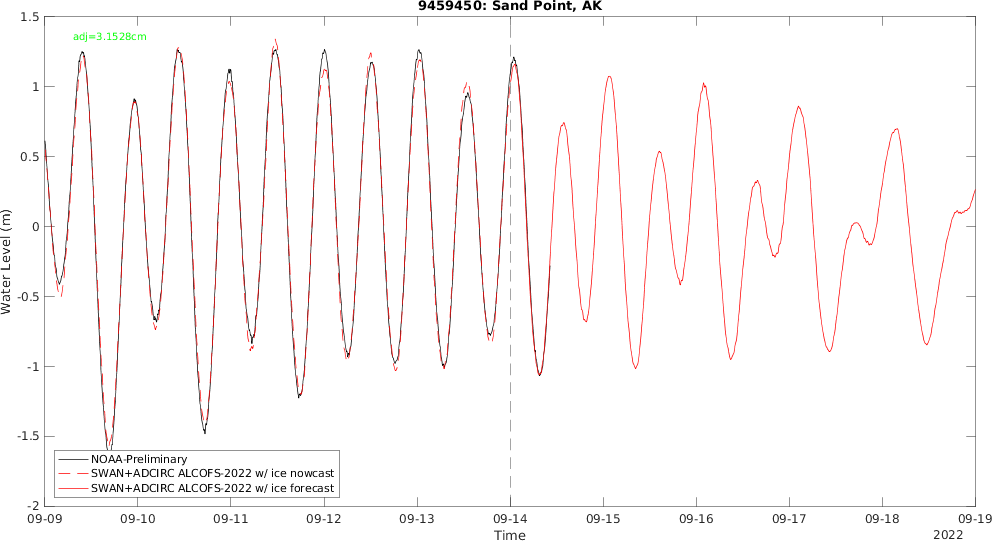 9459450: Sand Point, AK
adj=3.1528cm
1.5
1
0.5
0
-0.5
-1
-1.5
-2
Water Level (m)
NOAA-Preliminary
SWAN+ADCIRC ALCOFS-2022 w/ ice nowcast
SWAN+ADCIRC ALCOFS-2022 w/ ice forecast
09-09 09-10 09-11 09-12 09-13 09-14 09-15 09-16 09-17 09-18 09-19
Time
2022